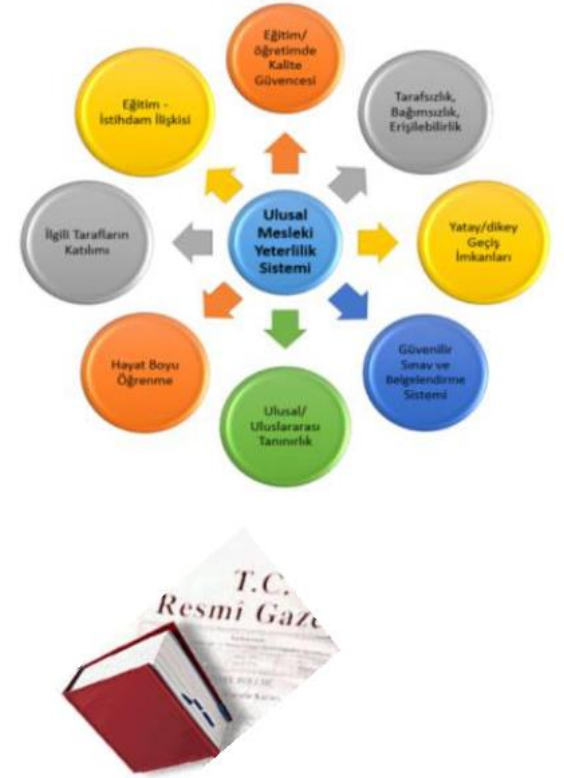 Eğitim/
öğretimde
Kalite
Güvencesi
Tarafsızlık,
Bağımsızlık,
Erişilebilirlik
Yatay/dikey
Geçiş
İmkanları
Güvenilir
Sınav ve
Belgelendirme
Sistemi
Ulusal/
Uluslararası
Tanınırlık
Hayat Boyu
Öğrenme
İlgili Tarafların
Katılımı
Eğitim -
İstihdam İlişkisi
Ulusal
Mesleki
Yeterlilik
Sistemi
T.C.
Resmî Gaze